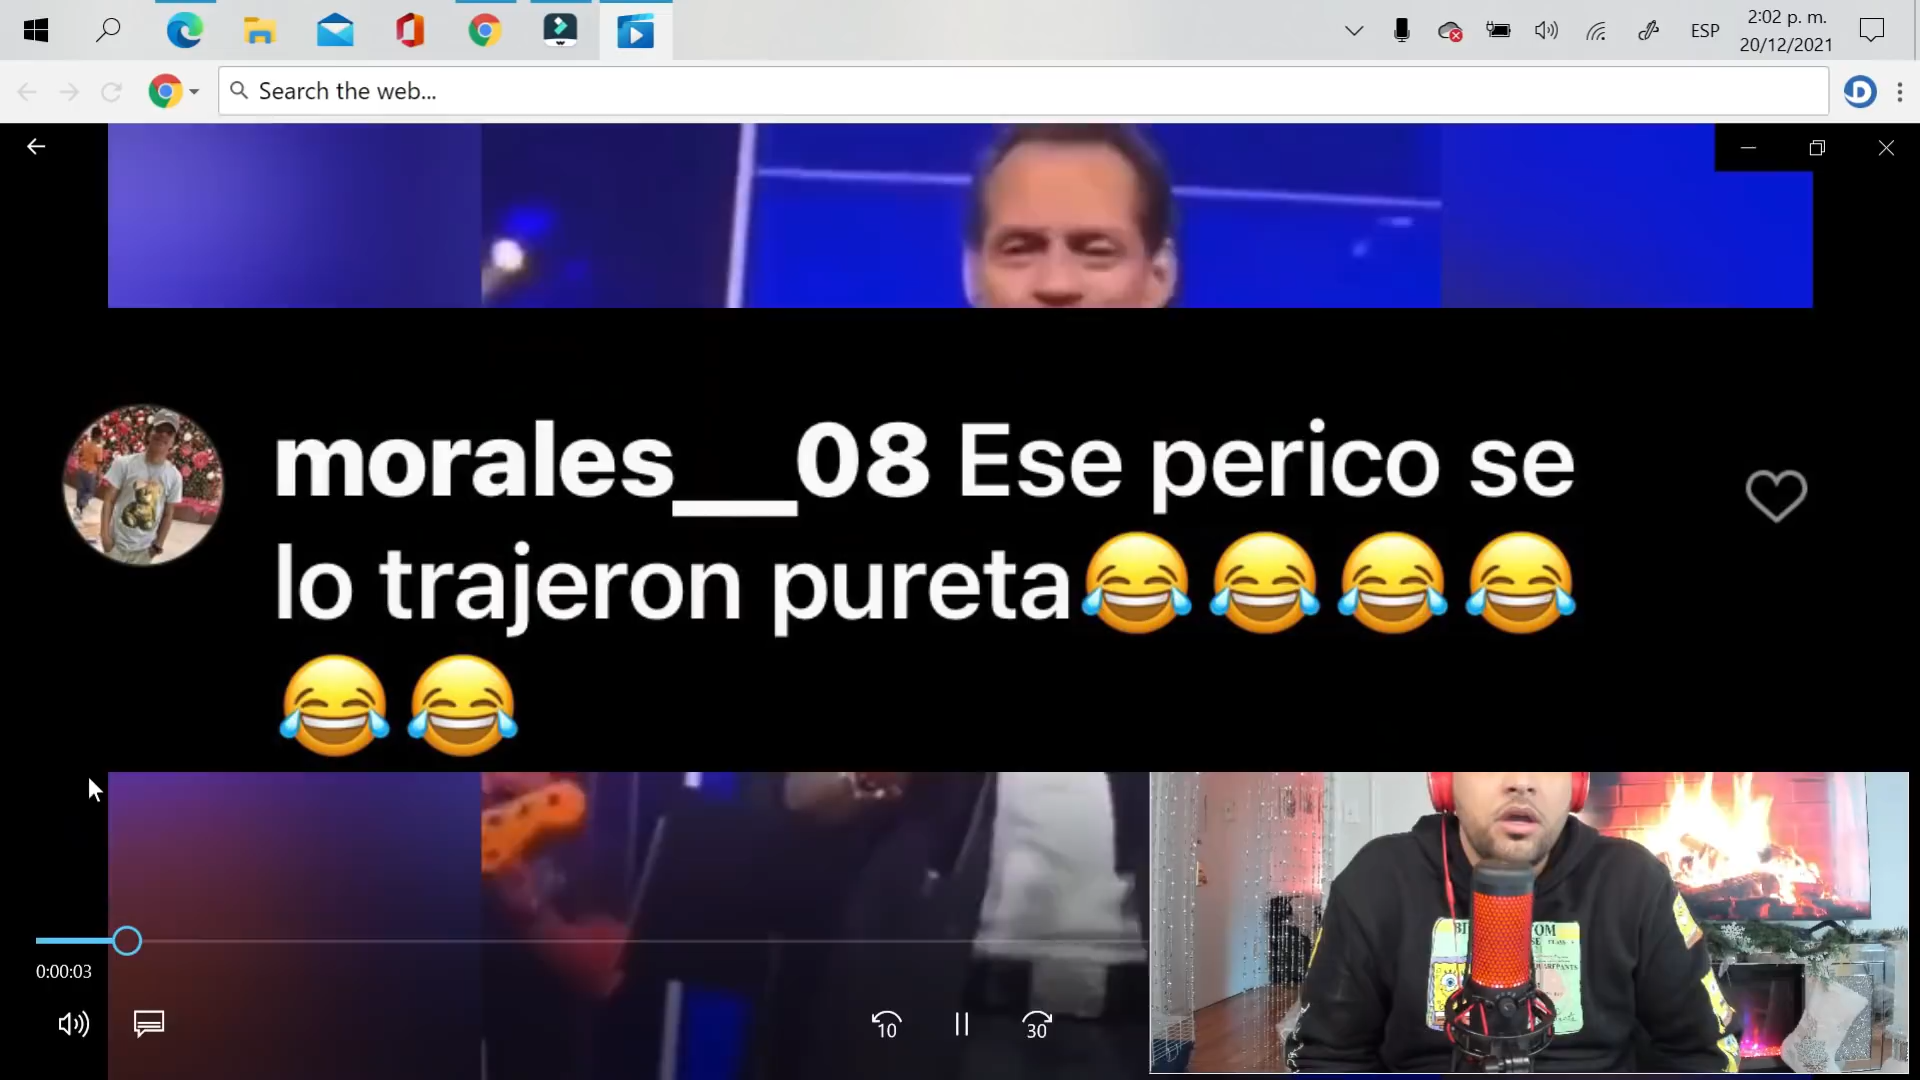 ESP
2:02 p. m.
20/12/2021
Search the web...
morales__08 Ese perico se
lo trajeron pureta😂😂😂😂
😂😂
0:00:03
10
30